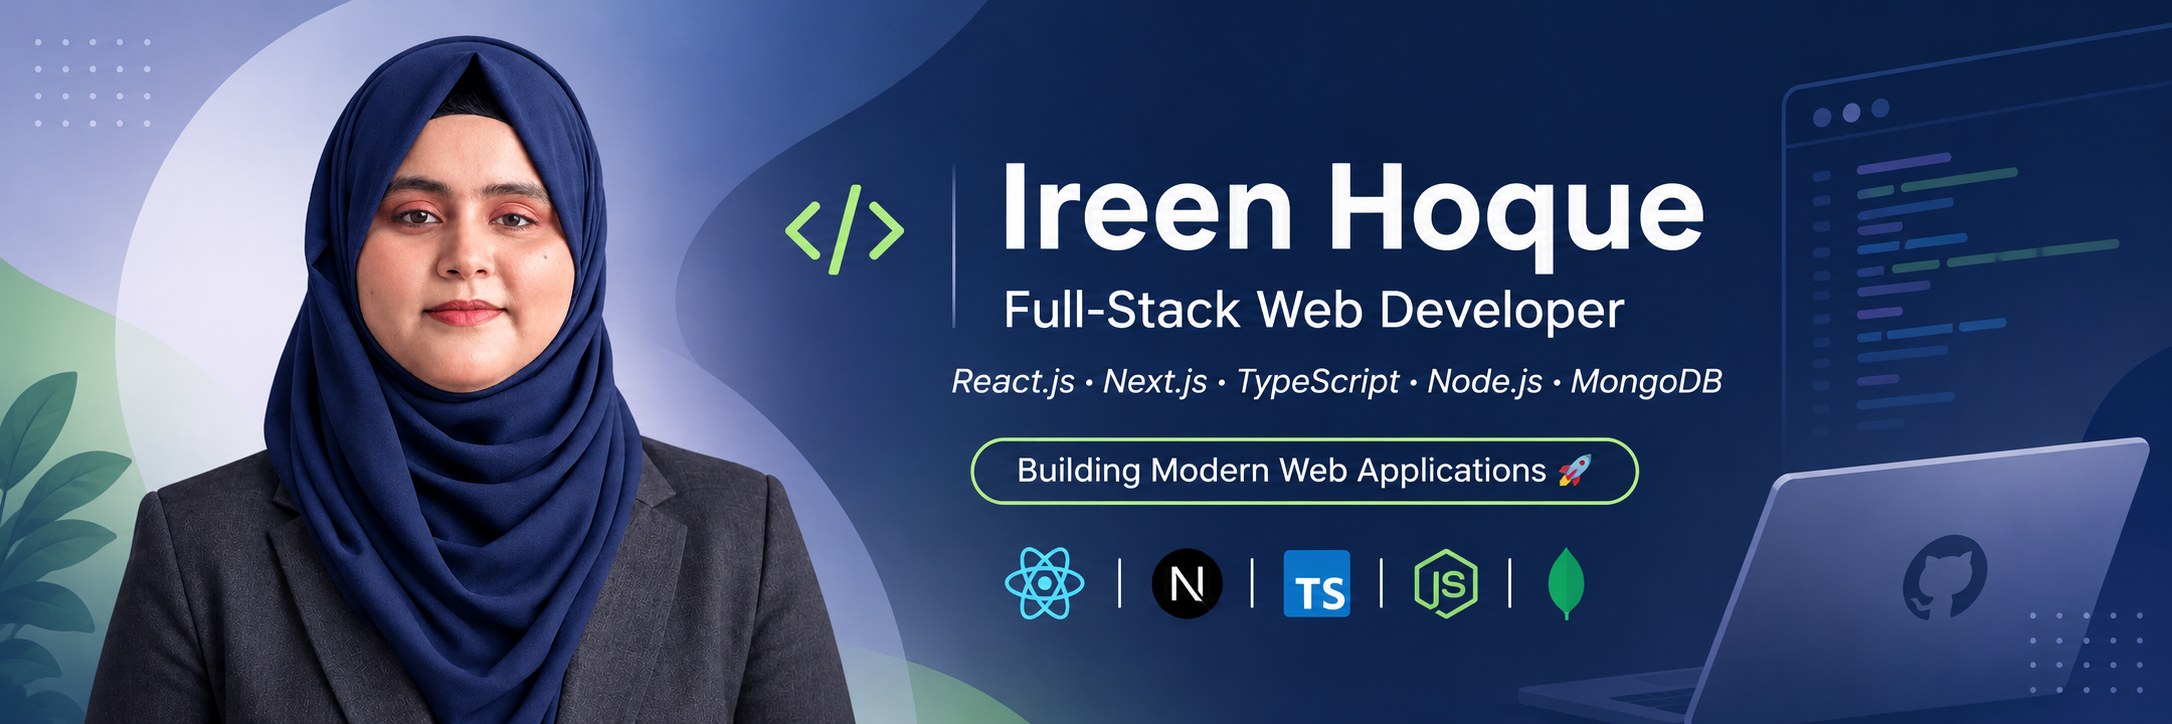 </>
Ireen Hoque
Full-Stack Web Developer
React.js • Next.js • TypeScript • Node.js • MongoDB
Building Modern Web Applications 🚀
N
TS
JS